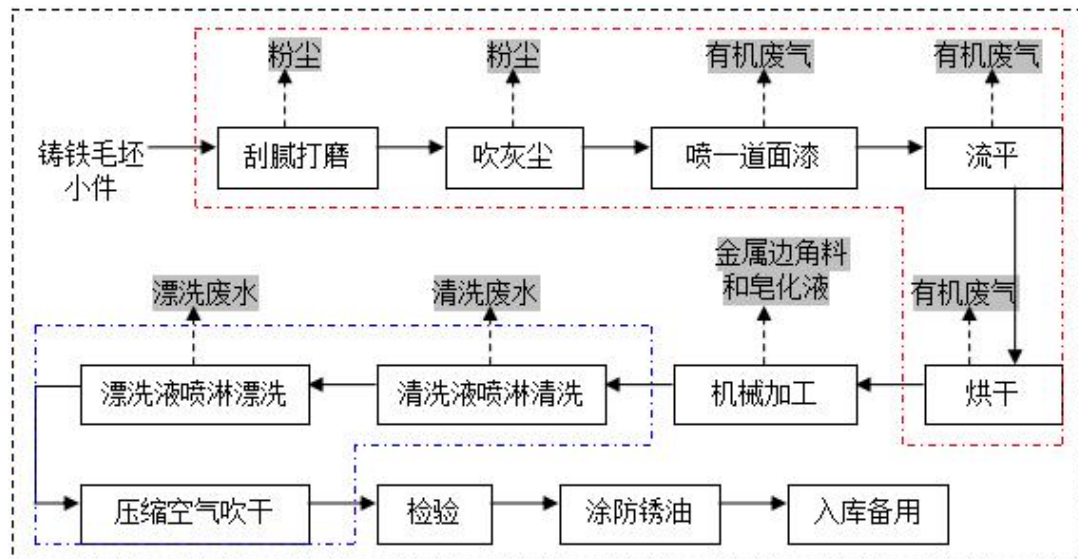 粉尘
粉尘
有机废气
有机废气
铸铁毛坯
小件
刮腻打磨
吹灰尘
喷一道面漆
流平
漂洗废水
清洗废水
金属边角料
和皂化液
有机废气
漂洗液喷淋漂洗
清洗液喷淋清洗
机械加工
烘干
压缩空气吹干
检验
涂防锈油
入库备用